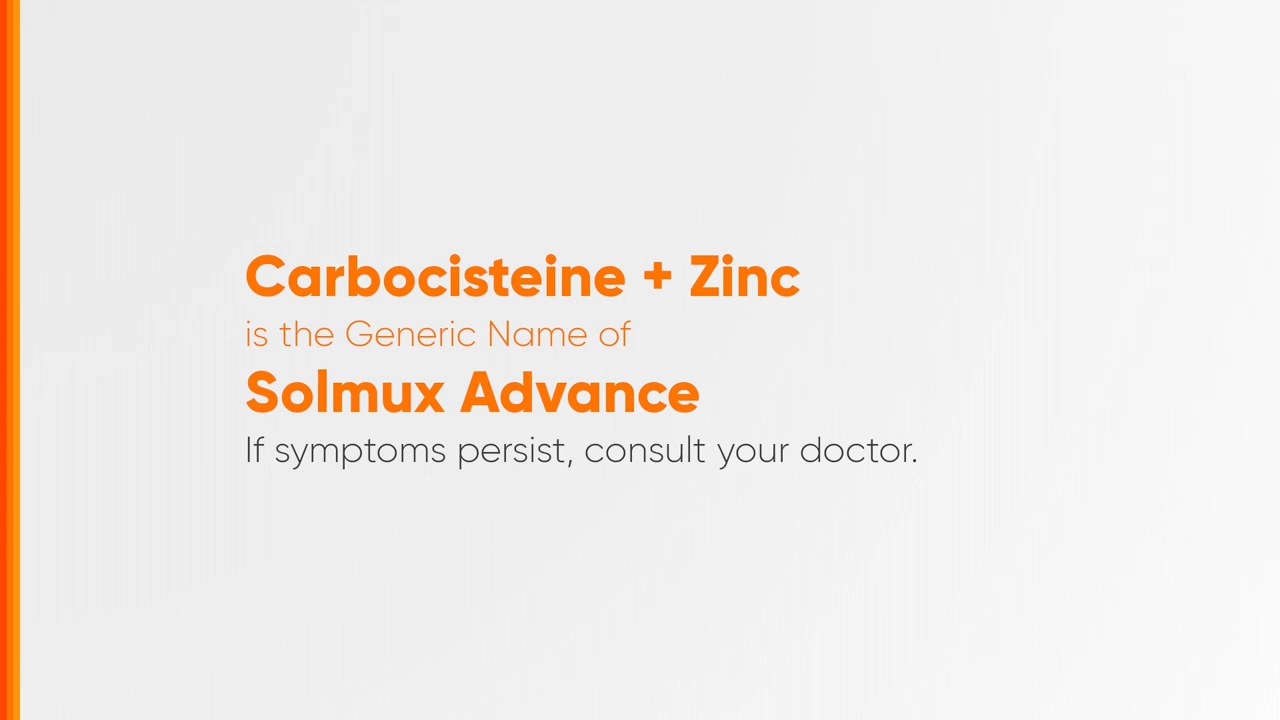 Carbocisteine + Zinc
is the Generic Name of
Solmux Advance
If symptoms persist, consult your doctor.